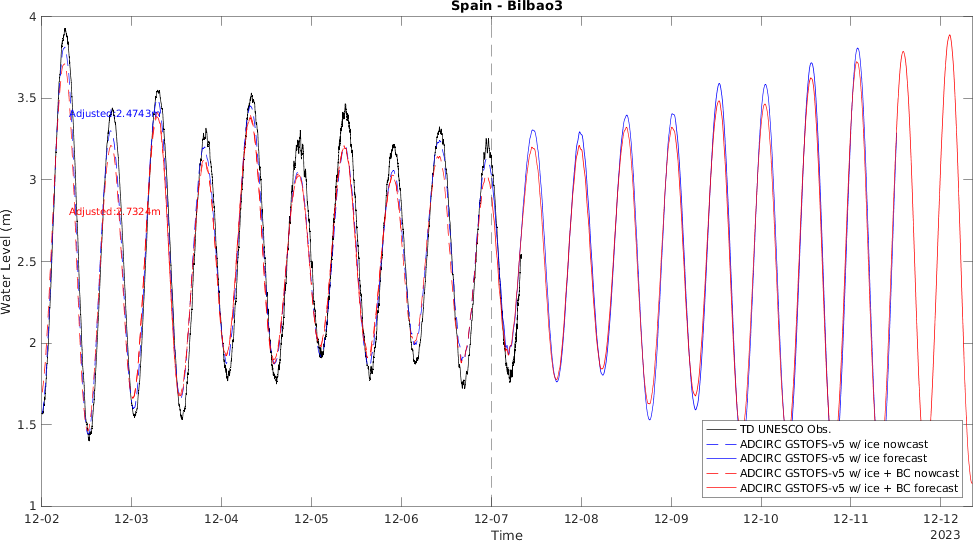 Spain - Bilbao3
4
3.5
3
2.5
2
1.5
1
Water Level (m)
Adjusted:2.4743m
Adjusted:2.7324m
TD UNESCO Obs.
ADCIRC GSTOFS-v5 w/ ice nowcast
ADCIRC GSTOFS-v5 w/ ice forecast
ADCIRC GSTOFS-v5 w/ ice + BC nowcast
ADCIRC GSTOFS-v5 w/ ice + BC forecast
12-02 12-03 12-04 12-05 12-06 12-07 12-08 12-09 12-10 12-11 12-12
2023
Time